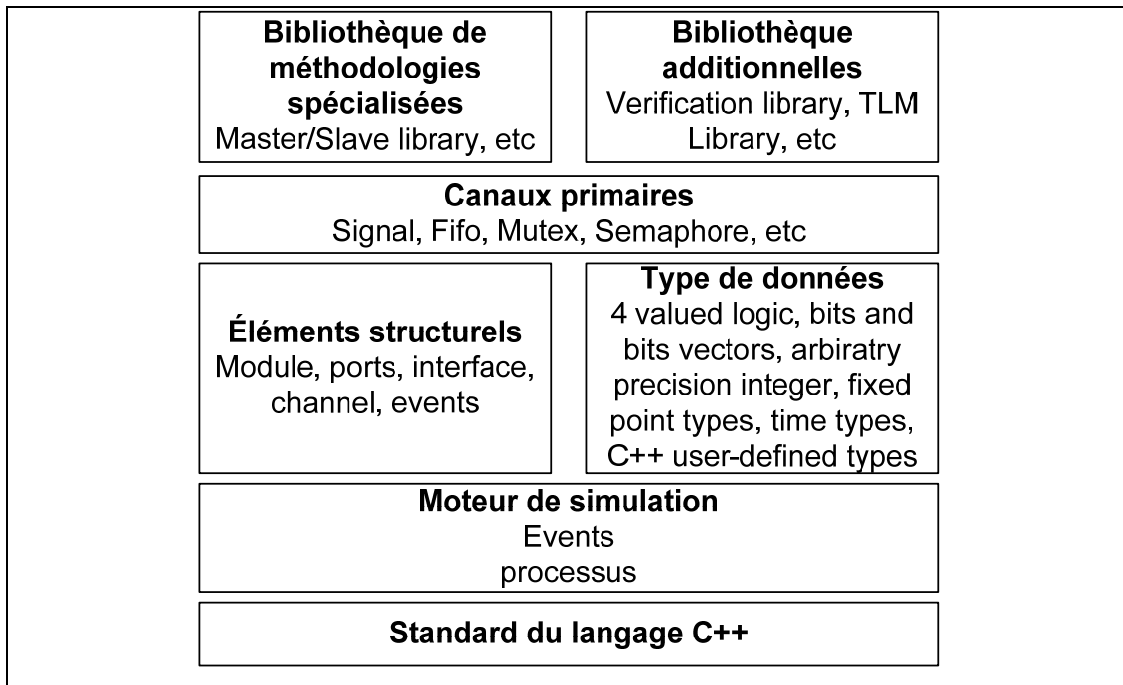 Bibliothèque de
méthodologies
spécialisées
Master/Slave library, etc
Bibliothèque
additionnelles
Verification library, TLM
Library, etc
Canaux primaires
Signal, Fifo, Mutex, Semaphore, etc
Éléments structurels
Module, ports, interface,
channel, events
Type de données
4 valued logic, bits and
bits vectors, arbiratry
precision integer, fixed
point types, time types,
C++ user-defined types
Moteur de simulation
Events
processus
Standard du langage C++